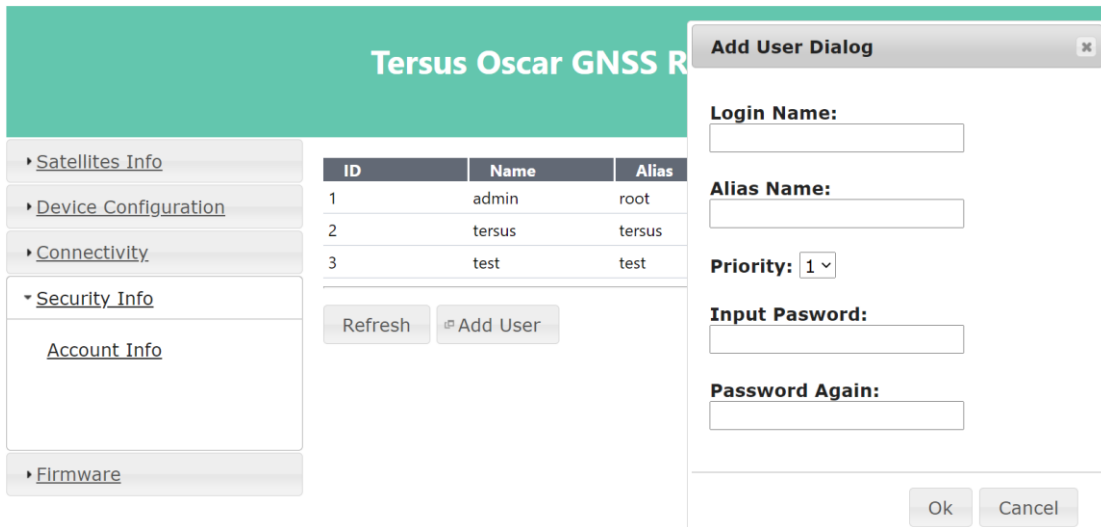 Tersus Oscar GNSS R
Satellites Info
Device Configuration
Connectivity
Security Info
Account Info
Firmware
ID Name Alias
1 admin root
2 tersus tersus
3 test test
Refresh Add User
Add User Dialog
Login Name:
Alias Name:
Priority: 1
Input Pasword:
Password Again:
Ok Cancel